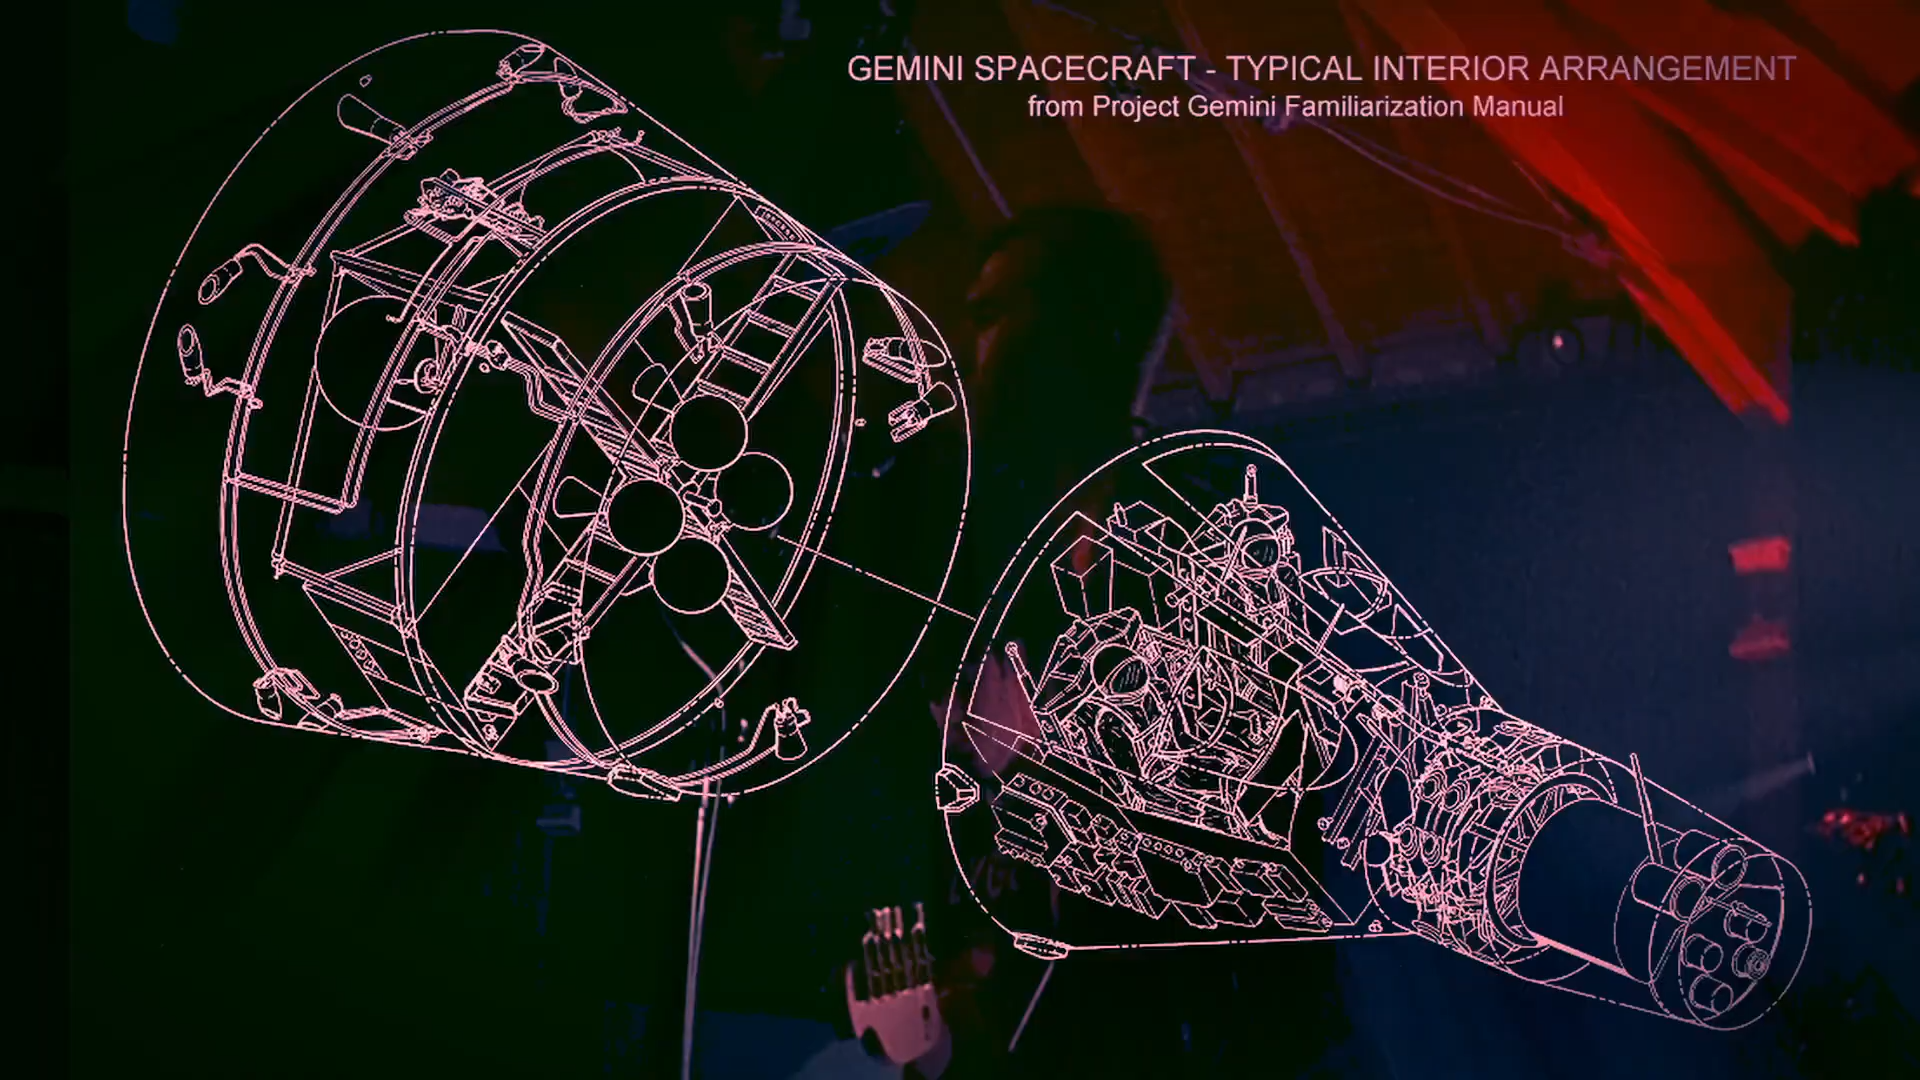 GEMINI SPACECRAFT - TYPICAL INTERIOR ARRANGEMENT
from Project Gemini Familiarization Manual